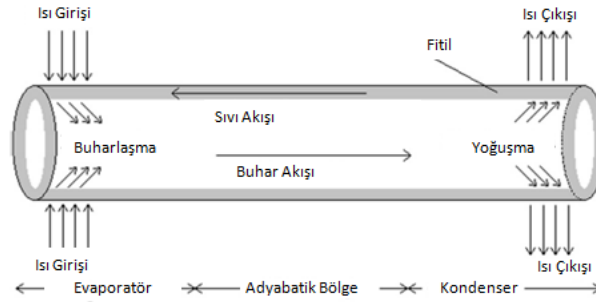 Isı Girişi
Isı Çıkışı
Fitil
Sıvı Akışı
Buharlaşma
Yoğuşma
Buhar Akışı
Isı Girişi
Isı Çıkışı
Evaporatör
Adyabatik Bölge
Kondenser